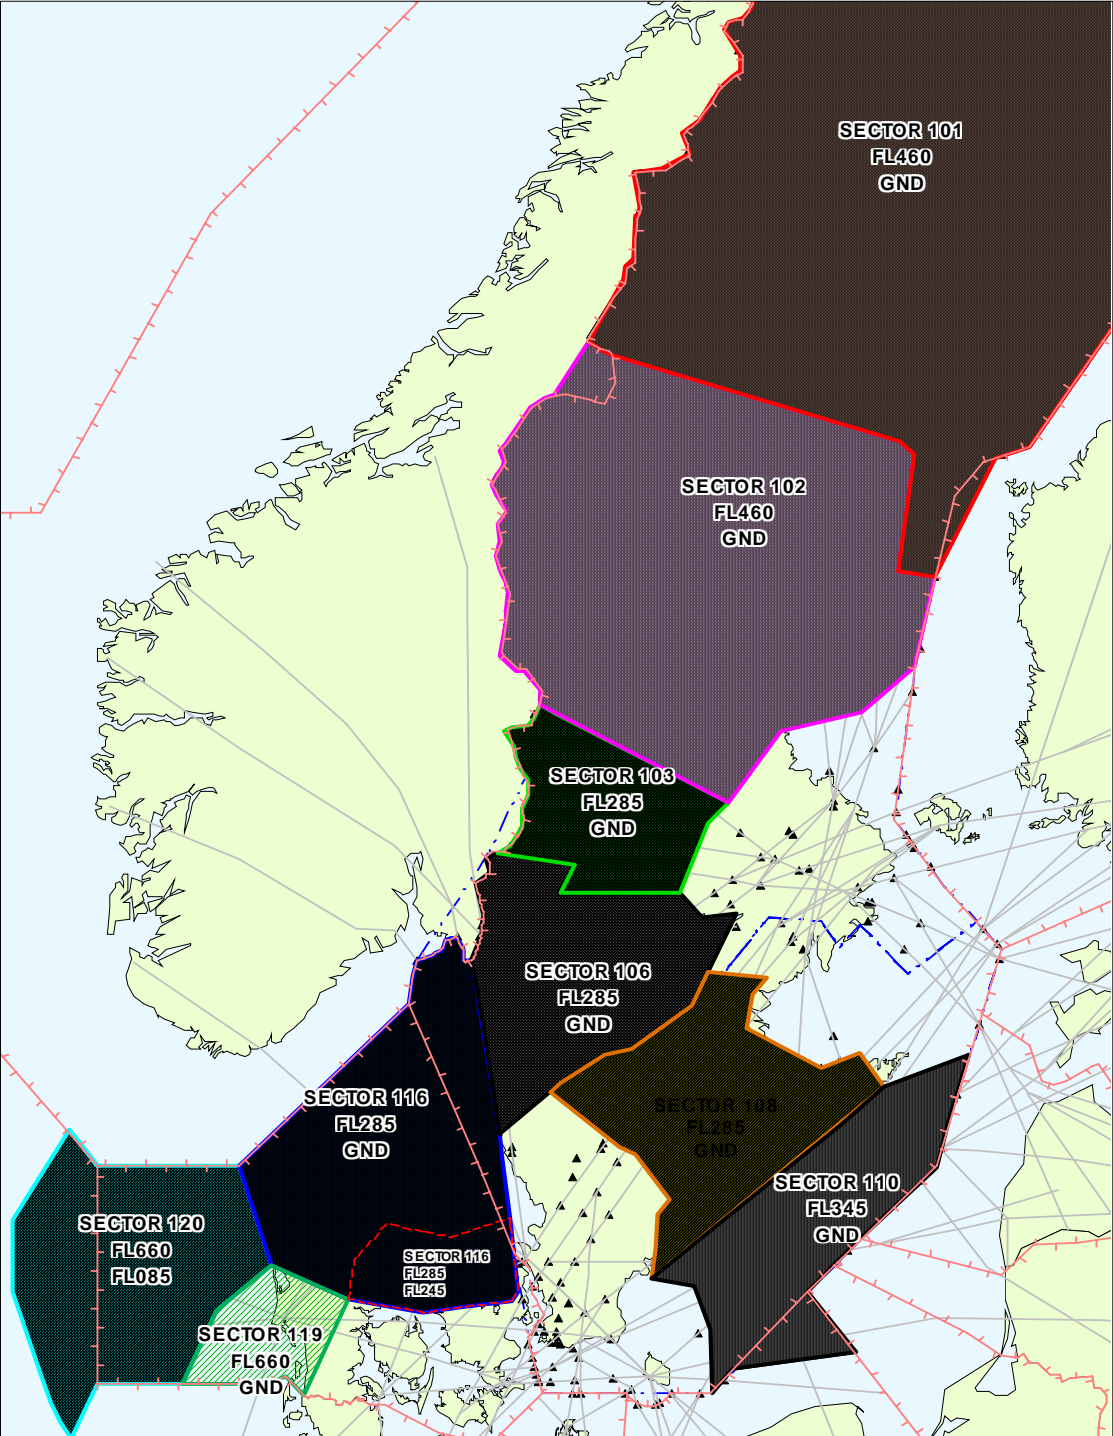 SECTOR 101
FL460
GND
SECTOR 102
FL460
GND
SECTOR 103
FL285
GND
SECTOR 106
FL285
GND
SECTOR 116
FL285
GND
SECTOR 108
FL285
GND
SECTOR 110
FL345
GND
SECTOR 120
FL660
FL085
SECTOR 116
FL285
FL245
SECTOR 119
FL660
GND